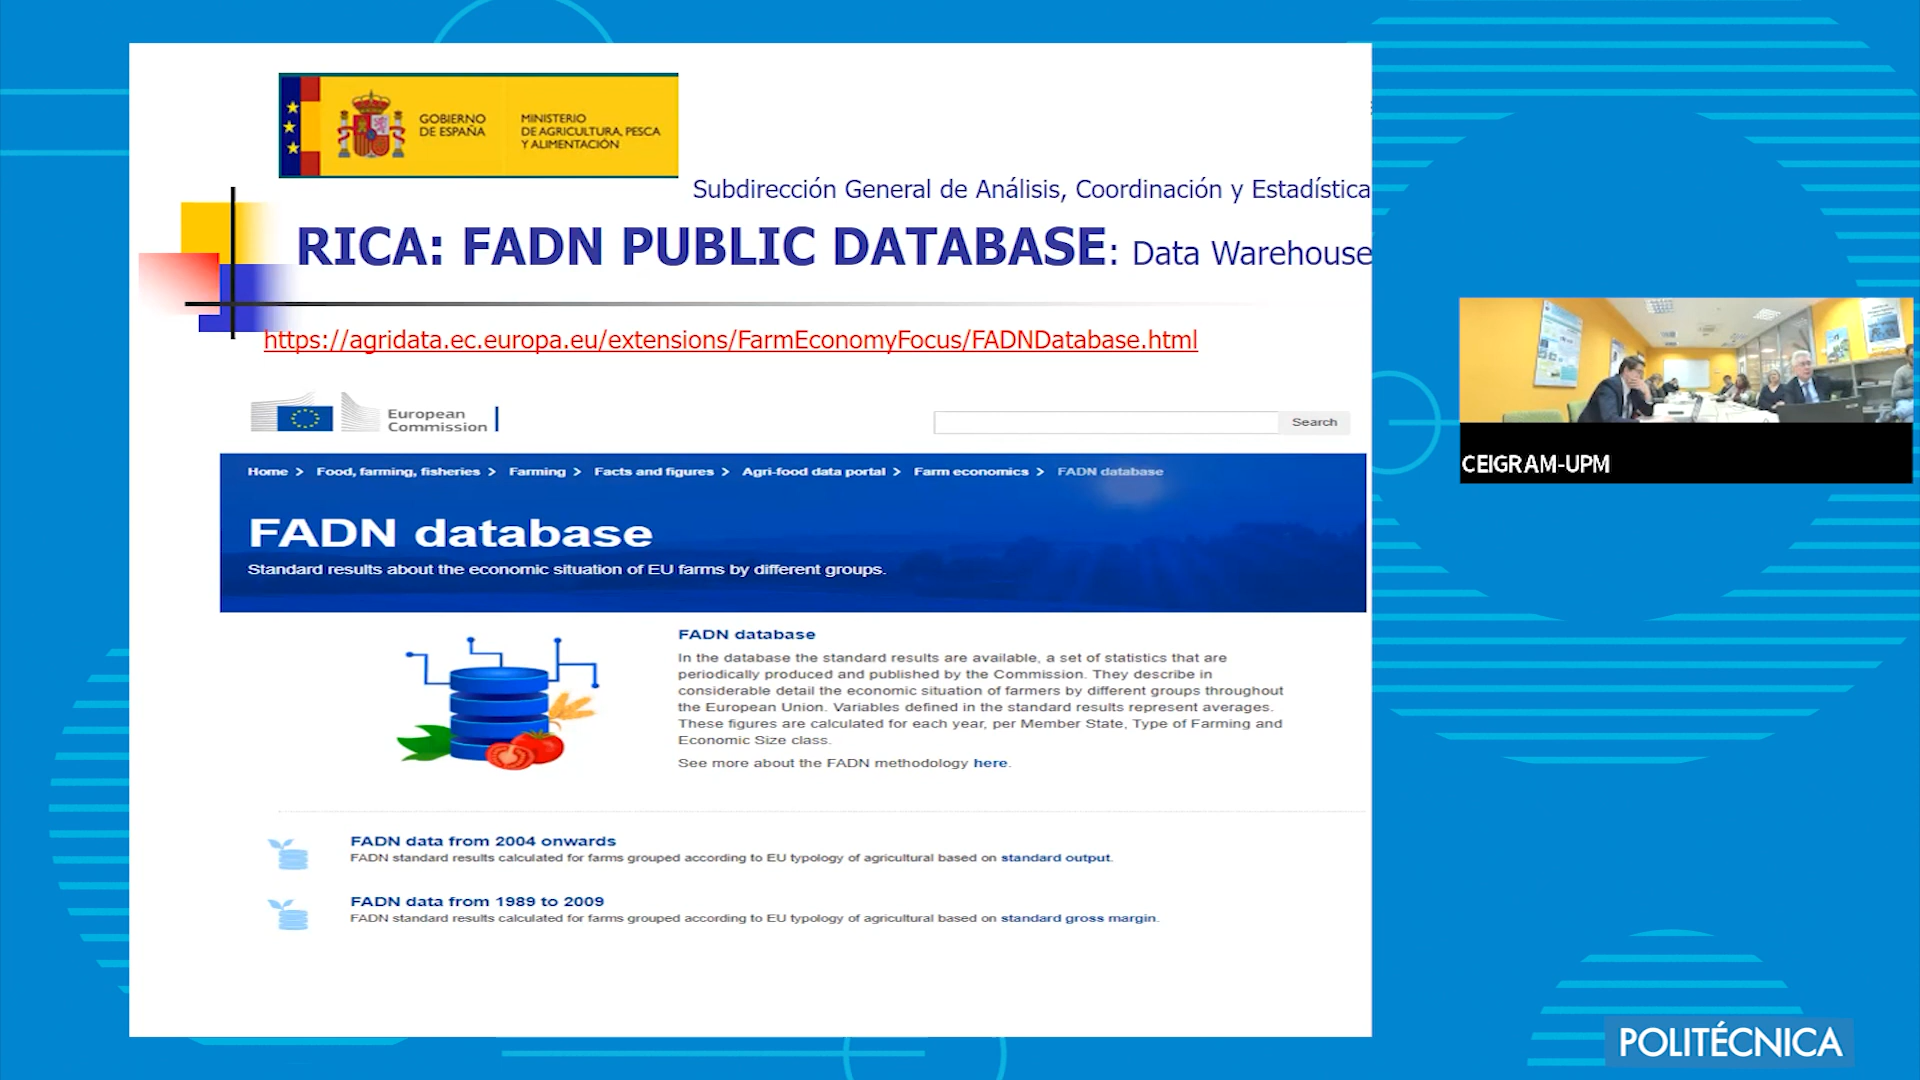 GOBIERNO
DE ESPAÑA
MINISTERIO
DE AGRICULTURA, PESCA
Y ALIMENTACIÓN
Subdirección General de Análisis, Coordinación y Estadística
RICA: FADN PUBLIC DATABASE: Data Warehouse
https://agridata.ec.europa.eu/extensions/FarmEconomyFocus/FADNDatabase.html
European
Commission
Search
Home > Food, farming, fisheries > Farming > Facts and figures > Agri-food data portal > Farm economics > FADN database
FADN database
Standard results about the economic situation of EU farms by different groups.
FADN database
In the database the standard results are available, a set of statistics that are
periodically produced and published by the Commission. They describe in
considerable detail the economic situation of farmers by different groups throughout
the European Union. Variables defined in the standard results represent averages.
These figures are calculated for each year, per Member State, Type of Farming and
Economic Size class.
See more about the FADN methodology here.
FADN data from 2004 onwards
FADN standard results calculated for farms grouped according to EU typology of agricultural based on standard output.
FADN data from 1989 to 2009
FADN standard results calculated for farms grouped according to EU typology of agricultural based on standard gross margin.
CEIGRAM-UPM
POLITÉCNICA